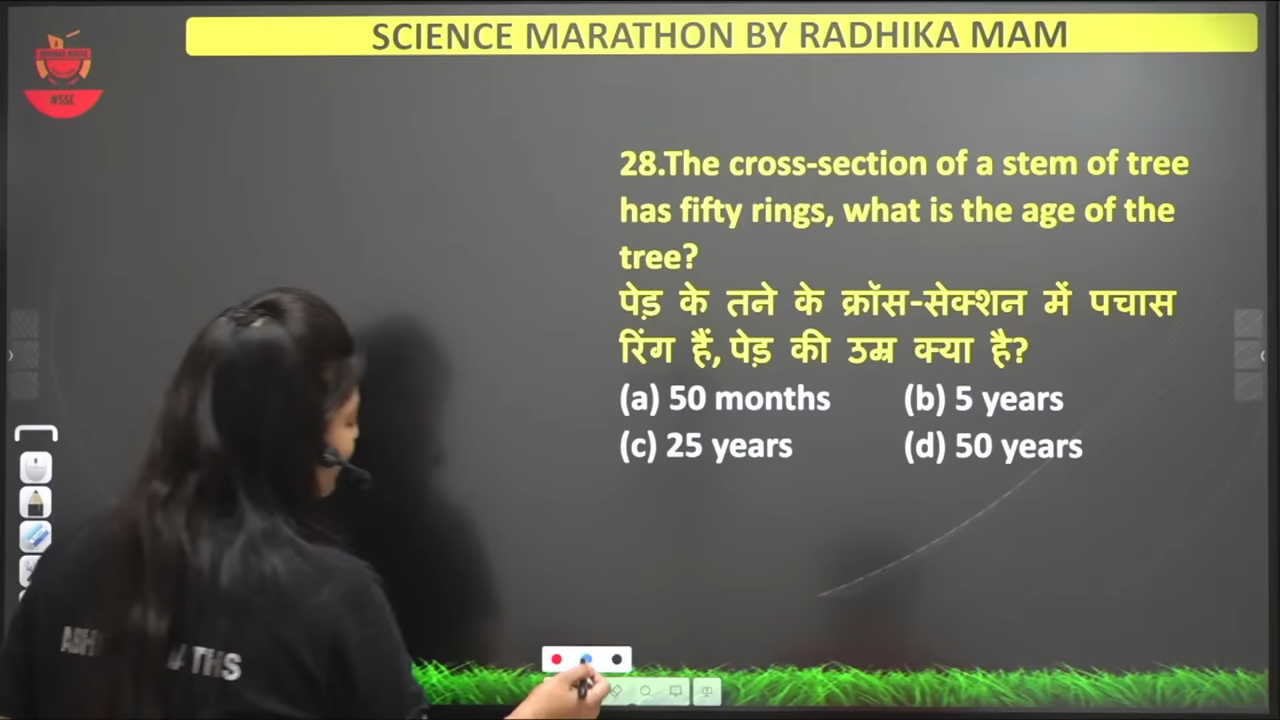 SCIENCE MARATHON BY RADHIKA MAM
#SSC
28.The cross-section of a stem of tree
has fifty rings, what is the age of the
tree?
पेड़ के तने के क्रॉस-सेक्शन में पचास
रिंग हैं, पेड़ की उम्र क्या है?
(a) 50 months (b) 5 years
(c) 25 years (d) 50 years